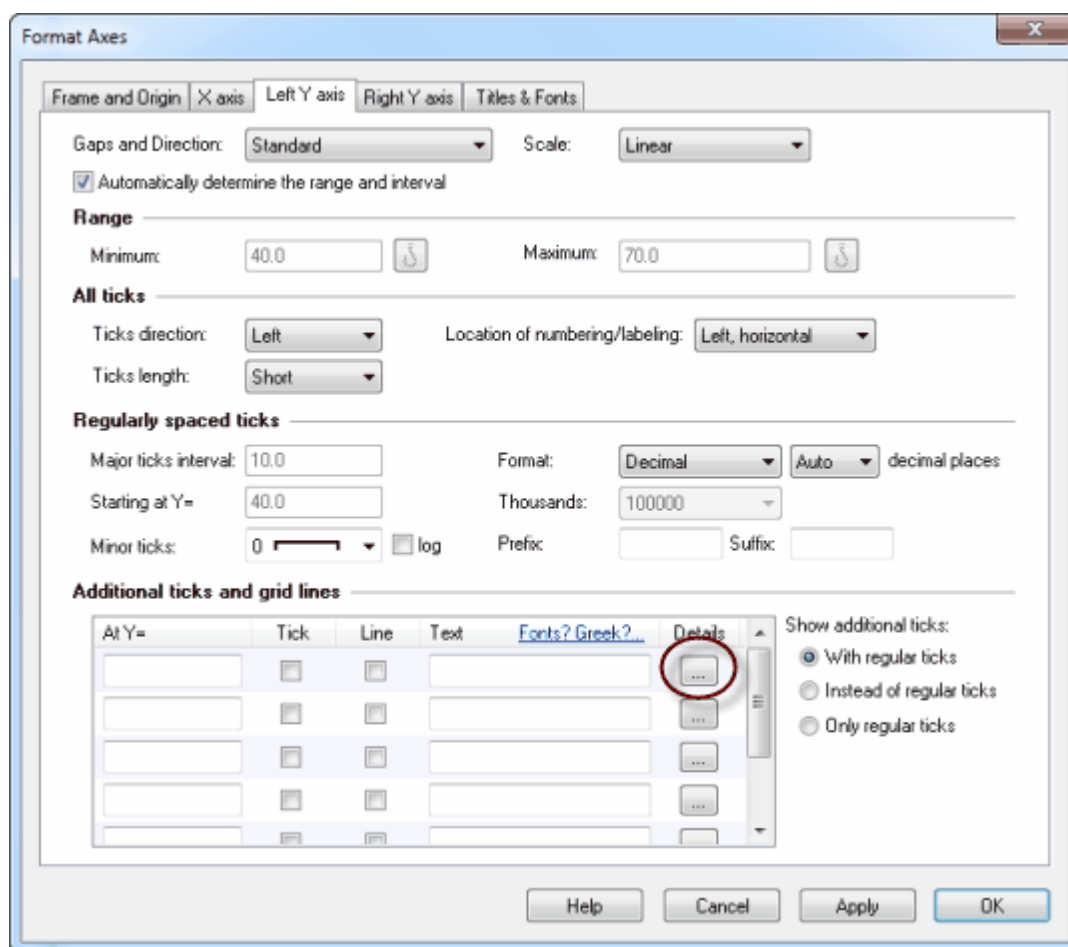 Format Axes
Frame and Origin X axis Left Y axis Right Y axis Titles & Fonts
Gaps and Direction: Standard Scale: Linear
Automatically determine the range and interval
Range
Minimum: 40.0 Maximum: 70.0
All ticks
Ticks direction: Left Location of numbering/labeling: Left, horizontal
Ticks length: Short
Regularly spaced ticks
Major ticks interval: 10.0 Format: Decimal Auto decimal places
Starting at Y= 40.0 Thousands: 100000
Minor ticks: 0 log Prefix: Suffix:
Additional ticks and grid lines
At Y= Tick Line Text Fonts? Greek?... Details Show additional ticks:
... With regular ticks
... Instead of regular ticks
Only regular ticks
...
...
Help Cancel Apply OK